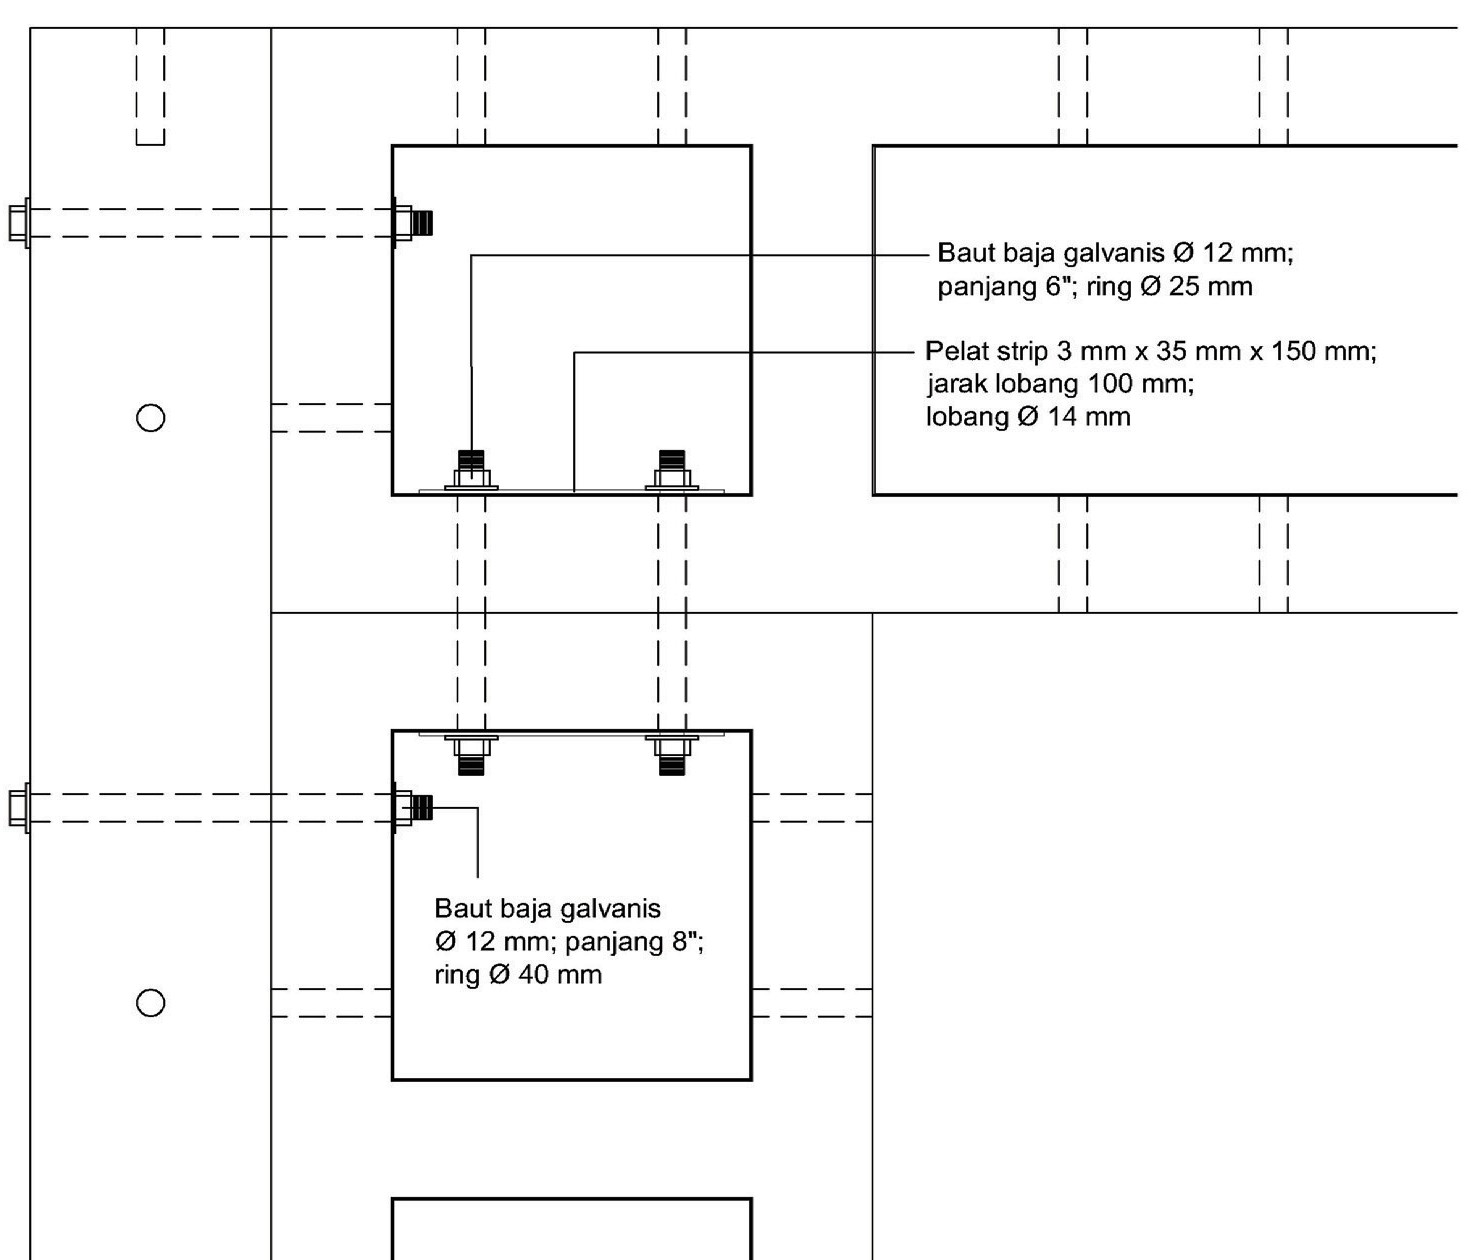 Baut baja galvanis Ø 12 mm;
panjang 6"; ring Ø 25 mm
Pelat strip 3 mm x 35 mm x 150 mm;
jarak lobang 100 mm;
lobang Ø 14 mm
Baut baja galvanis
Ø 12 mm; panjang 8";
ring Ø 40 mm